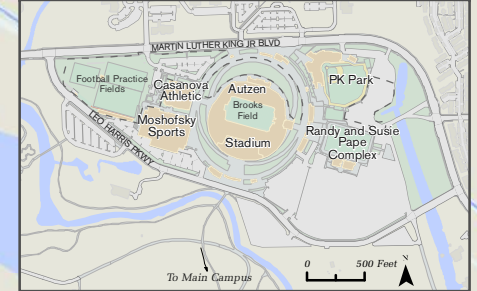 MARTIN LUTHER KING JR BLVD
Football Practice
Fields
Casanova
Athletic
Autzen
Brooks
Field
Stadium
PK Park
Moshofsky
Sports
LEO HARRIS PKWY
Randy and Susie
Pape
Complex
To Main Campus
0 500 Feet
N